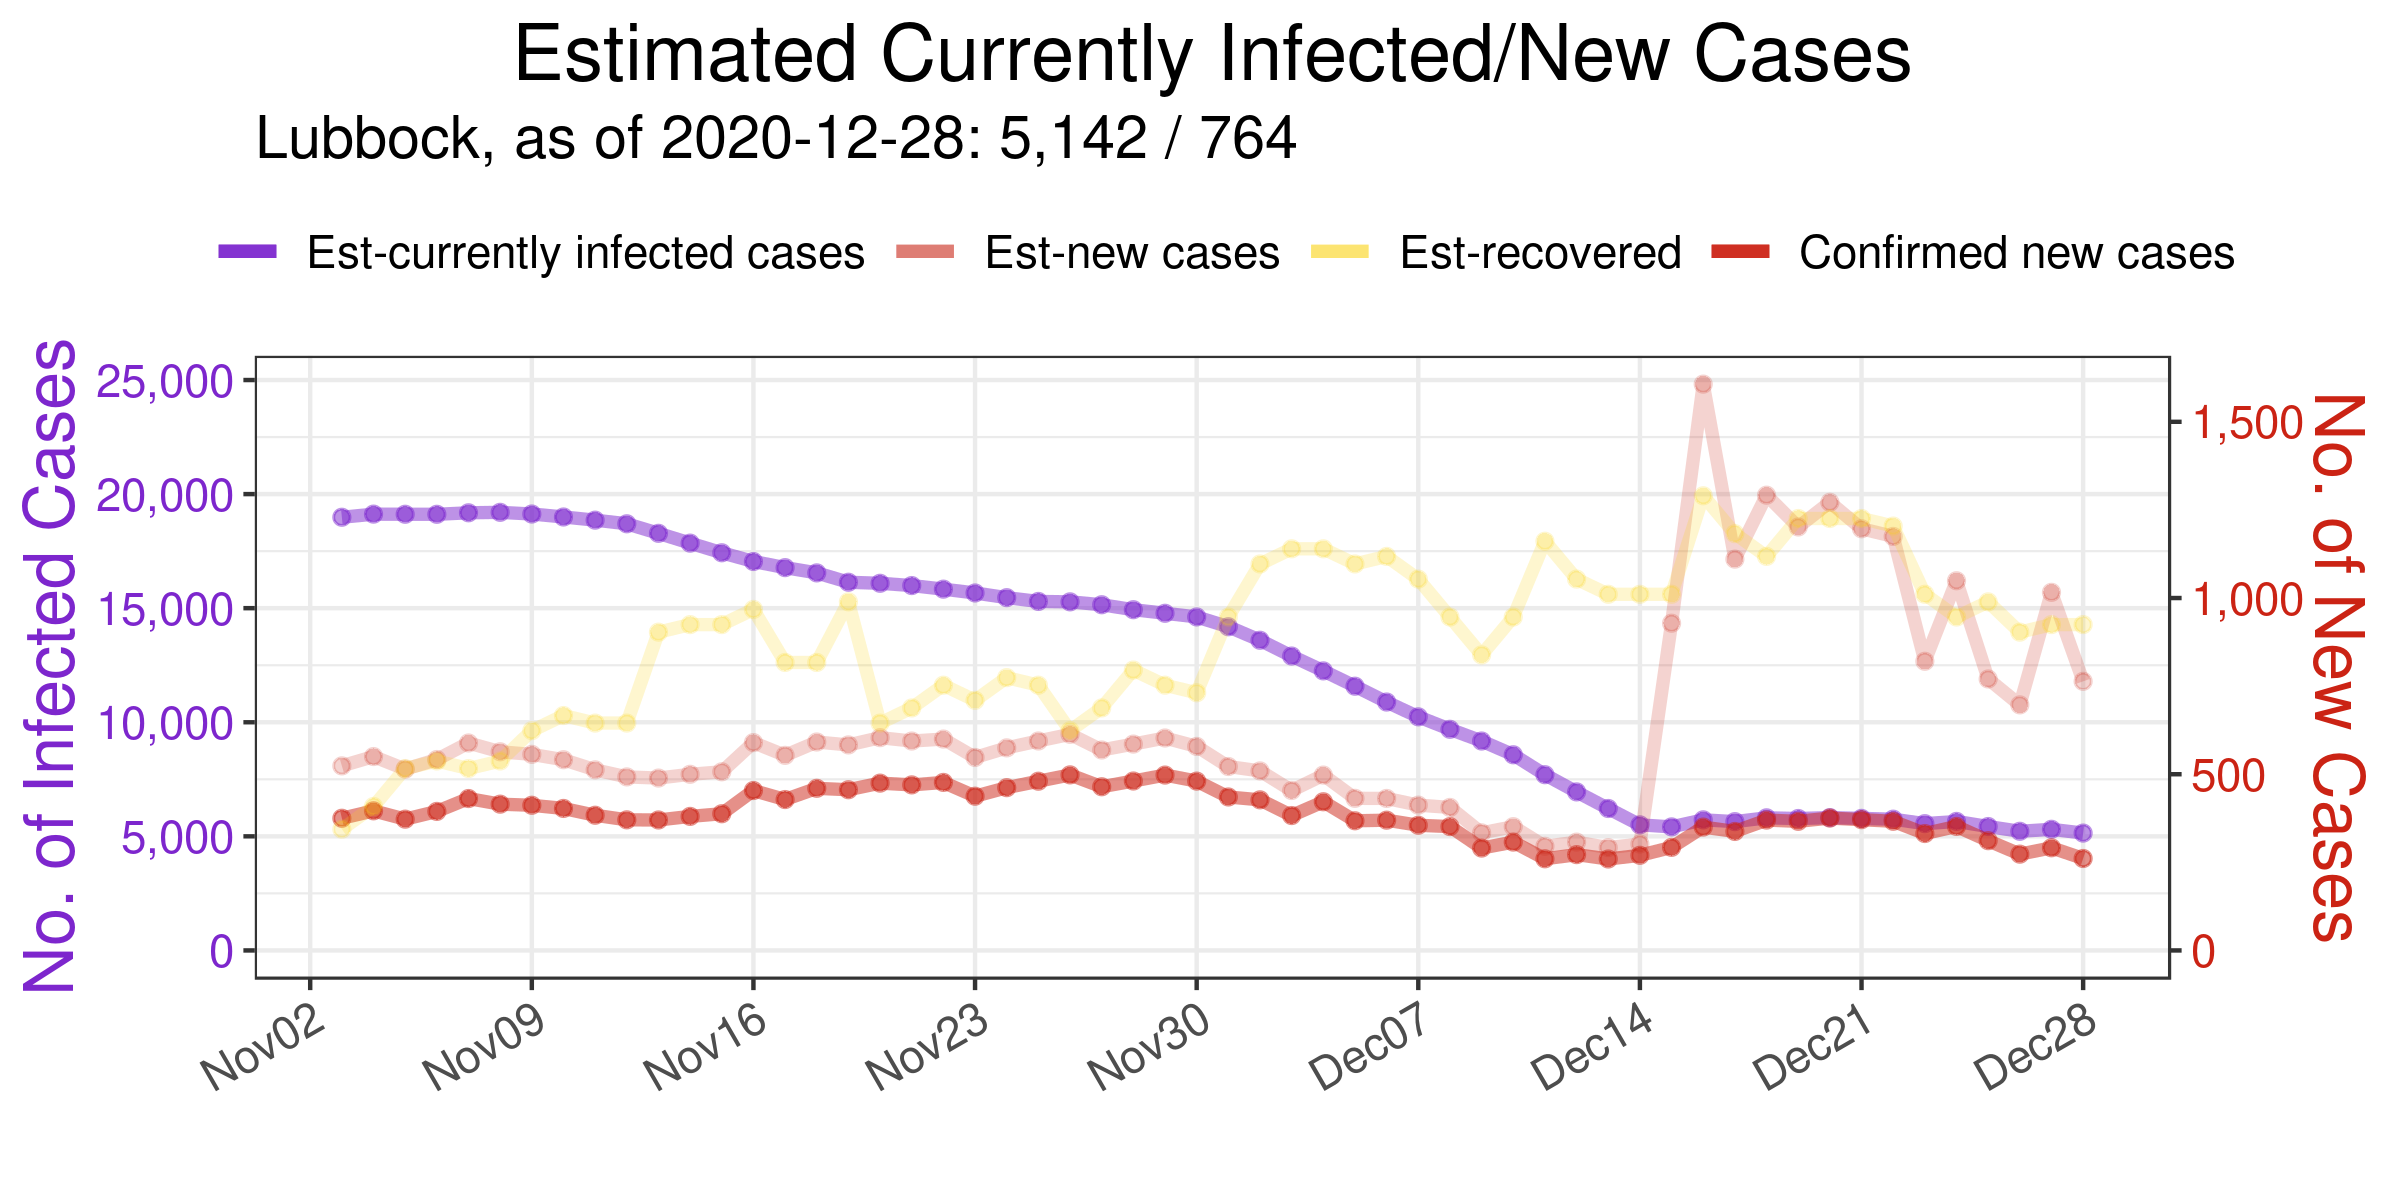 Estimated Currently Infected/New Cases
Lubbock, as of 2020-12-28: 5,142 / 764
Est-currently infected cases Est-new cases Est-recovered Confirmed new cases
No. of Infected Cases
25,000
20,000
15,000
10,000
5,000
0
1,500
1,000
500
0
No. of New Cases
Nov02 Nov09 Nov16 Nov23 Nov30 Dec07 Dec14 Dec21 Dec28